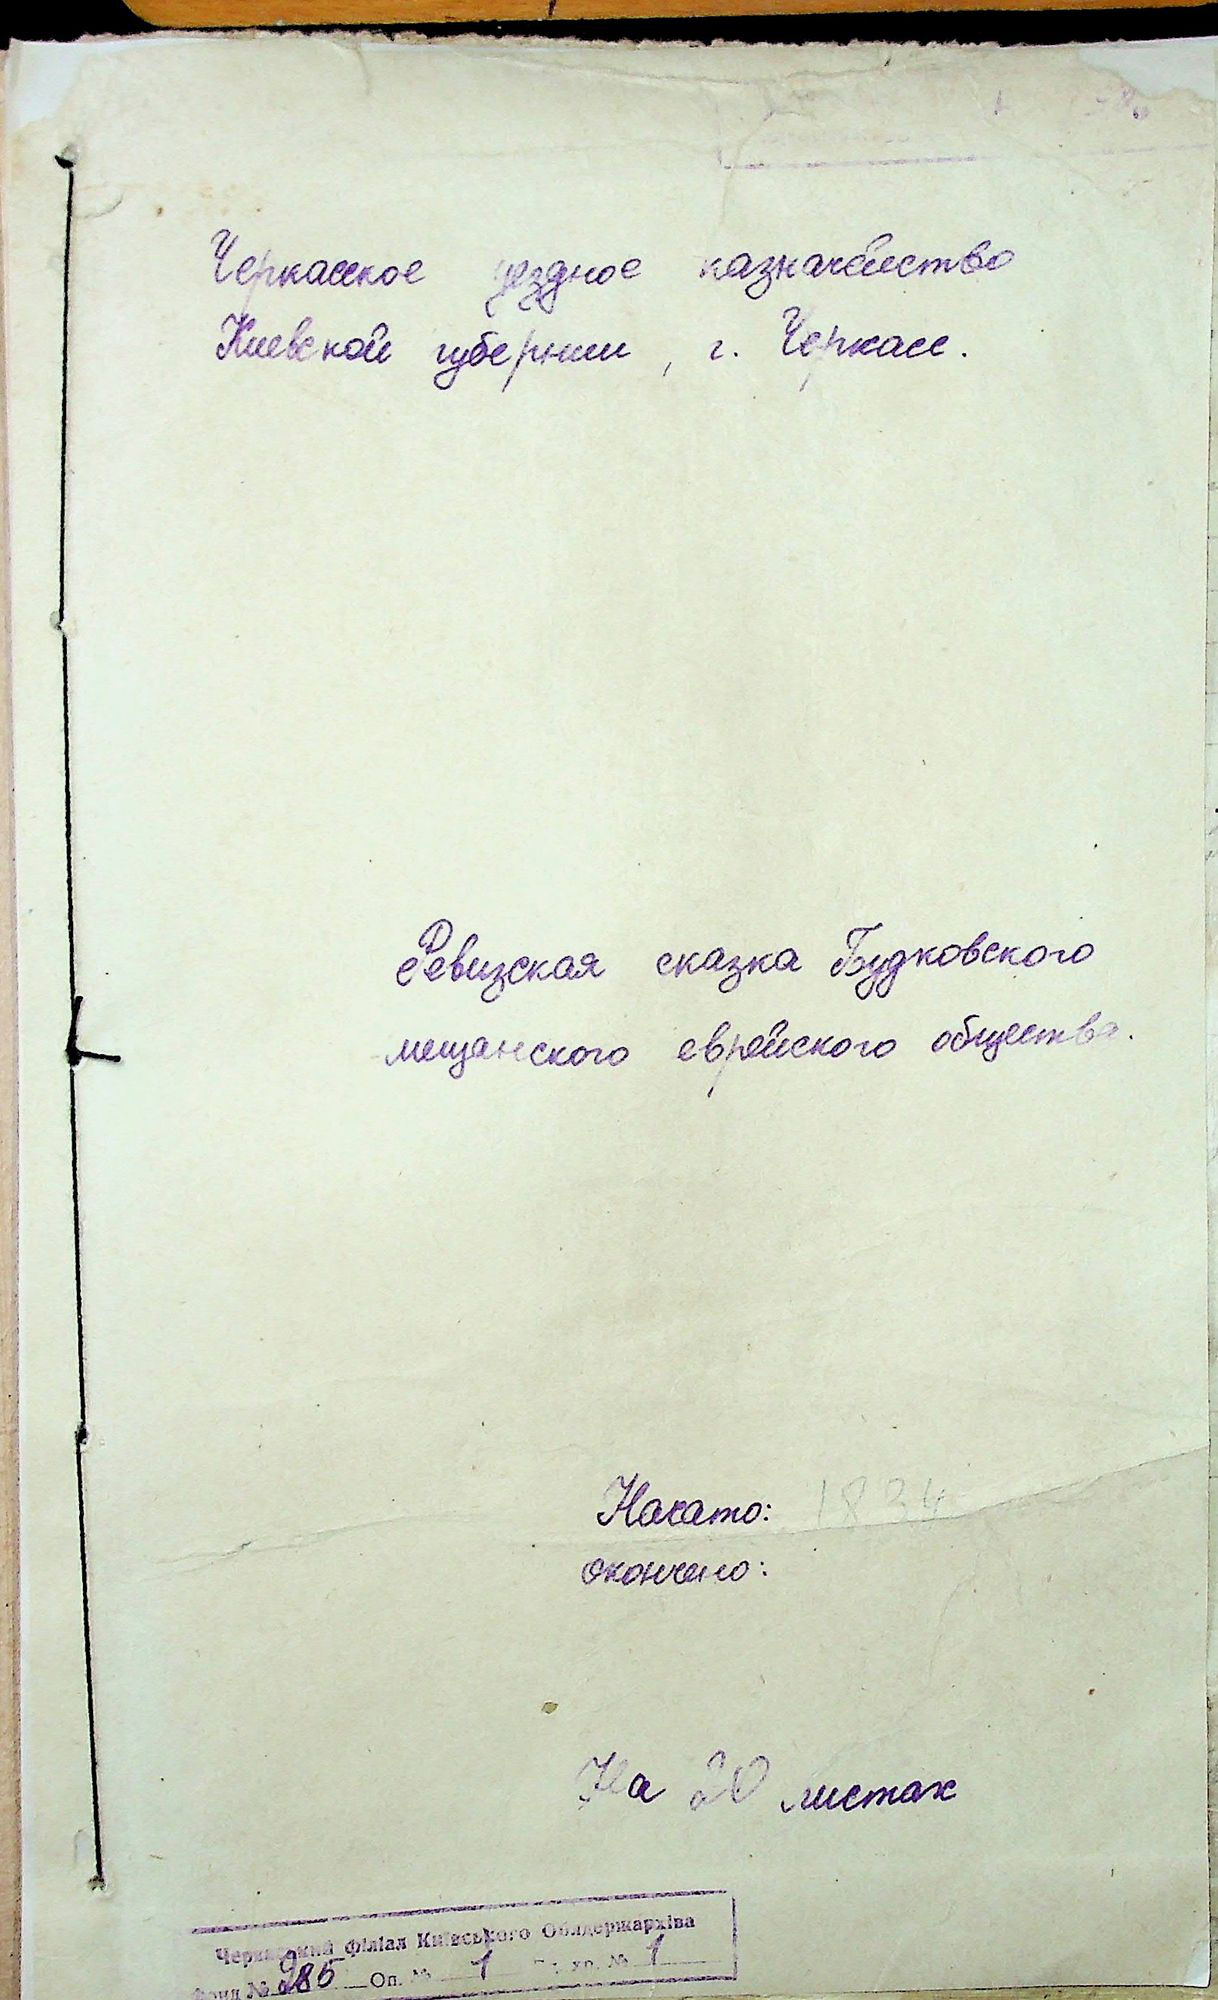 Черкасское уездное казначейство
Киевской губернии, г. Черкасс.
Ревизская сказка Будковского
мещанского еврейского общества.
Начато: 1834
окончено:
На 20 листах
Черкаський філіал Київського Облдержархіва
Фонд № 285 Оп. № 1 Од. хр. № 1